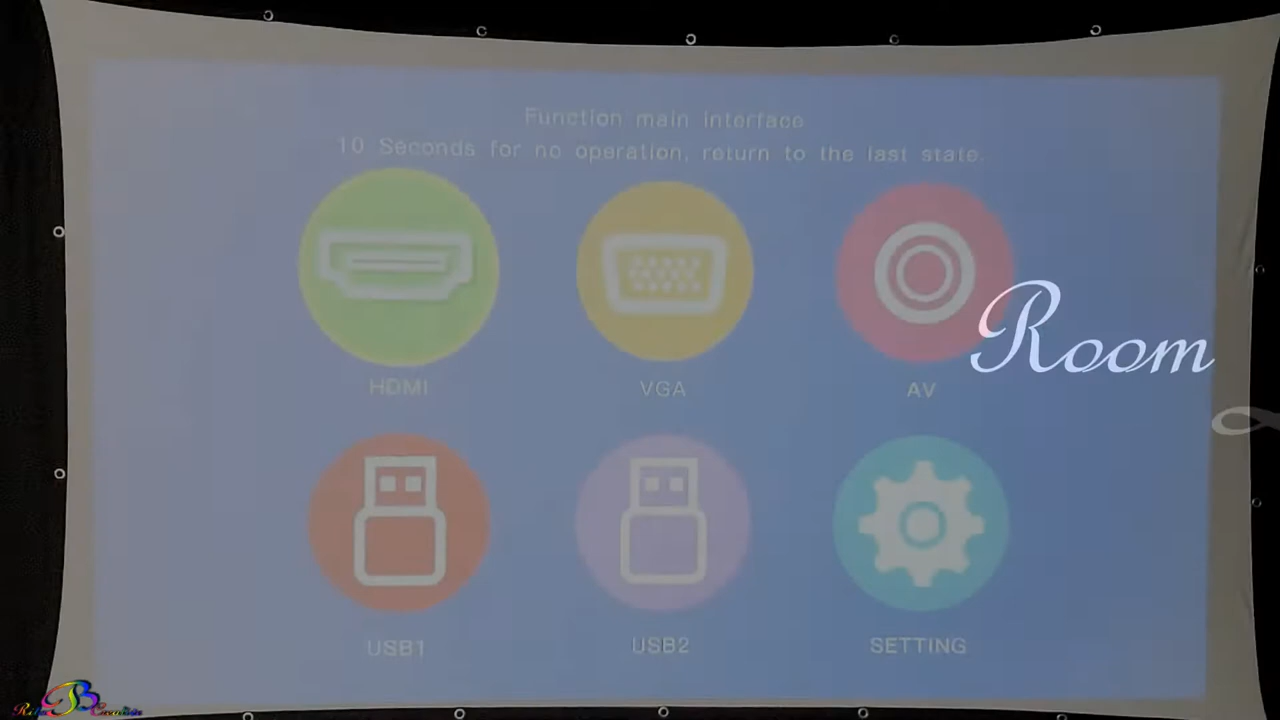 Function main interface
10 Seconds for no operation, return to the last state.
HDMI
VGA
AV
Room
USB1
USB2
SETTING